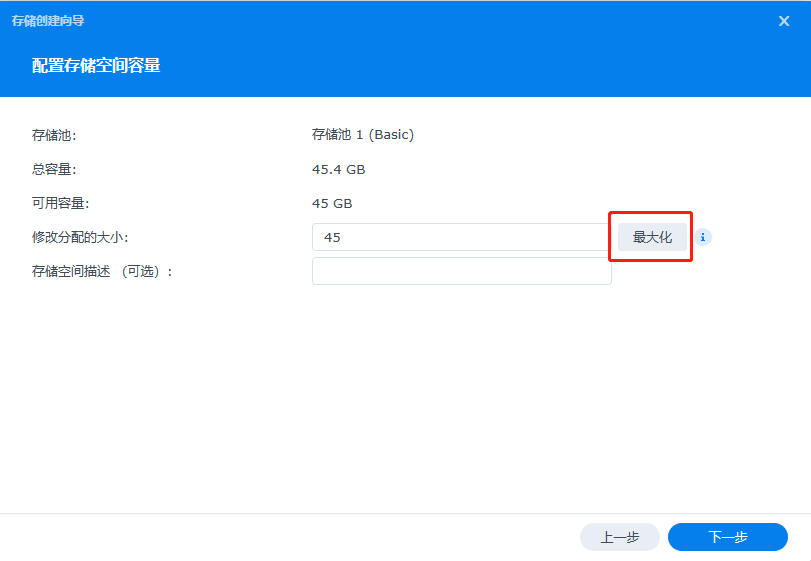 存储创建向导
配置存储空间容量
存储池: 存储池 1 (Basic)
总容量: 45.4 GB
可用容量: 45 GB
修改分配的大小: 45 最大化 i
存储空间描述 （可选）:
上一步 下一步